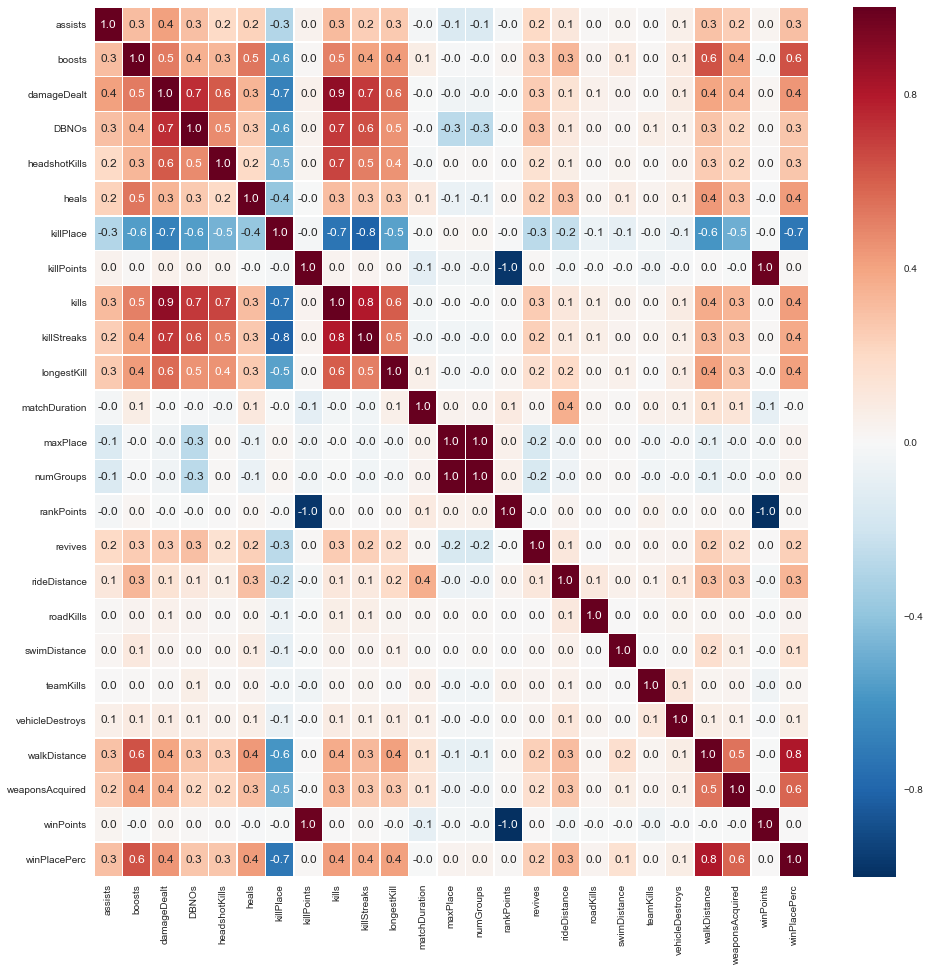 assists 1.0 0.3 0.4 0.3 0.2 0.2 -0.3 0.0 0.3 0.2 0.3 -0.0 -0.1 -0.1 -0.0 0.2 0.1 0.0 0.0 0.0 0.1 0.3 0.2 0.0 0.3
boosts 0.3 1.0 0.5 0.4 0.3 0.5 -0.6 -0.0 0.5 0.4 0.4 0.1 -0.0 -0.0 0.0 0.3 0.3 0.0 0.1 -0.0 0.1 0.6 0.4 -0.0 0.6
damageDealt 0.4 0.5 1.0 0.7 0.6 0.3 -0.7 0.0 0.9 0.7 0.6 -0.0 -0.0 -0.0 -0.0 0.3 0.1 0.1 0.0 0.0 0.1 0.4 0.4 0.0 0.4
DBNOs 0.3 0.4 0.7 1.0 0.5 0.3 -0.6 0.0 0.7 0.6 0.5 -0.0 -0.3 -0.3 -0.0 0.3 0.1 0.0 0.0 0.1 0.1 0.3 0.2 0.0 0.3
headshotKills 0.2 0.3 0.6 0.5 1.0 0.2 -0.5 0.0 0.7 0.5 0.4 -0.0 0.0 0.0 -0.0 0.2 0.1 0.0 0.0 0.0 0.1 0.3 0.2 0.0 0.3
heals 0.2 0.5 0.3 0.3 0.2 1.0 -0.4 -0.0 0.3 0.3 0.3 0.1 -0.1 -0.1 0.0 0.2 0.3 0.0 0.1 -0.0 0.1 0.4 0.3 -0.0 0.4
killPlace -0.3 -0.6 -0.7 -0.6 -0.5 -0.4 1.0 -0.0 -0.7 -0.8 -0.5 -0.0 0.0 0.0 0.0 -0.3 -0.2 -0.1 -0.1 -0.0 -0.1 -0.6 -0.5 -0.0 -0.7
killPoints 0.0 -0.0 0.0 0.0 0.0 -0.0 -0.0 1.0 0.0 0.0 0.0 -0.1 -0.0 -0.0 -1.0 0.0 -0.0 -0.0 -0.0 -0.0 -0.0 0.0 0.0 1.0 0.0
kills 0.3 0.5 0.9 0.7 0.7 0.3 -0.7 0.0 1.0 0.8 0.6 -0.0 -0.0 -0.0 -0.0 0.3 0.1 0.1 0.0 0.0 0.1 0.4 0.3 0.0 0.4
killStreaks 0.2 0.4 0.7 0.6 0.5 0.3 -0.8 0.0 0.8 1.0 0.5 -0.0 -0.0 -0.0 -0.0 0.2 0.1 0.1 0.0 0.0 0.1 0.3 0.3 0.0 0.4
longestKill 0.3 0.4 0.6 0.5 0.4 0.3 -0.5 0.0 0.6 0.5 1.0 0.1 -0.0 -0.0 0.0 0.2 0.2 0.0 0.1 0.0 0.1 0.4 0.3 -0.0 0.4
matchDuration -0.0 0.1 -0.0 -0.0 -0.0 0.1 -0.0 -0.1 -0.0 -0.0 0.1 1.0 0.0 0.0 0.1 0.0 0.4 0.0 0.0 0.0 0.0 0.1 0.1 -0.1 -0.0
maxPlace -0.1 -0.0 -0.0 -0.3 0.0 -0.1 0.0 -0.0 -0.0 -0.0 -0.0 0.0 1.0 1.0 0.0 -0.2 -0.0 0.0 0.0 -0.0 -0.0 -0.1 -0.0 -0.0 0.0
numGroups -0.1 -0.0 -0.0 -0.3 0.0 -0.1 0.0 -0.0 -0.0 -0.0 -0.0 0.0 1.0 1.0 0.0 -0.2 -0.0 0.0 0.0 -0.0 -0.0 -0.1 -0.0 -0.0 0.0
rankPoints -0.0 0.0 -0.0 -0.0 -0.0 0.0 0.0 -1.0 -0.0 -0.0 0.0 0.1 0.0 0.0 1.0 -0.0 0.0 0.0 0.0 0.0 0.0 0.0 0.0 -1.0 0.0
revives 0.2 0.3 0.3 0.3 0.2 0.2 -0.3 0.0 0.3 0.2 0.2 0.0 -0.2 -0.2 -0.0 1.0 0.1 0.0 0.0 0.0 0.0 0.2 0.2 0.0 0.2
rideDistance 0.1 0.3 0.1 0.1 0.1 0.3 -0.2 -0.0 0.1 0.1 0.2 0.4 -0.0 -0.0 0.0 0.1 1.0 0.1 0.0 0.1 0.1 0.3 0.3 -0.0 0.3
roadKills 0.0 0.0 0.1 0.0 0.0 0.0 -0.1 -0.0 0.1 0.1 0.0 0.0 0.0 0.0 0.0 0.0 0.1 1.0 0.0 0.0 0.0 0.0 0.0 -0.0 0.0
swimDistance 0.0 0.1 0.0 0.0 0.0 0.1 -0.1 -0.0 0.0 0.0 0.1 0.0 0.0 0.0 0.0 0.0 0.0 0.0 1.0 0.0 0.0 0.2 0.1 -0.0 0.1
teamKills 0.0 0.0 0.0 0.1 0.0 -0.0 -0.0 -0.0 0.0 0.0 0.0 0.0 -0.0 -0.0 0.0 0.0 0.1 0.0 0.0 1.0 0.1 0.0 0.0 -0.0 0.0
vehicleDestroys 0.1 0.1 0.1 0.1 0.1 0.1 -0.1 -0.0 0.1 0.1 0.1 0.0 -0.0 -0.0 0.0 0.0 0.1 0.0 0.0 0.1 1.0 0.1 0.1 -0.0 0.1
walkDistance 0.3 0.6 0.4 0.3 0.3 0.4 -0.6 0.0 0.4 0.3 0.4 0.1 -0.1 -0.1 0.0 0.2 0.3 0.0 0.2 0.0 0.1 1.0 0.5 -0.0 0.8
weaponsAcquired 0.2 0.4 0.4 0.2 0.2 0.3 -0.5 0.0 0.3 0.3 0.3 0.1 -0.0 -0.0 0.0 0.2 0.3 0.0 0.1 0.0 0.1 0.5 1.0 -0.0 0.6
winPoints 0.0 -0.0 0.0 0.0 0.0 -0.0 -0.0 1.0 0.0 0.0 -0.0 -0.1 -0.0 -0.0 -1.0 0.0 -0.0 -0.0 -0.0 -0.0 -0.0 -0.0 -0.0 1.0 0.0
winPlacePerc 0.3 0.6 0.4 0.3 0.3 0.4 -0.7 0.0 0.4 0.4 0.4 -0.0 0.0 0.0 0.0 0.2 0.3 0.0 0.1 0.0 0.1 0.8 0.6 0.0 1.0
assists boosts damageDealt DBNOs headshotKills heals killPlace killPoints kills killStreaks longestKill matchDuration maxPlace numGroups rankPoints revives rideDistance roadKills swimDistance teamKills vehicleDestroys walkDistance weaponsAcquired winPoints winPlacePerc
0.8
0.4
0.0
−0.4
−0.8